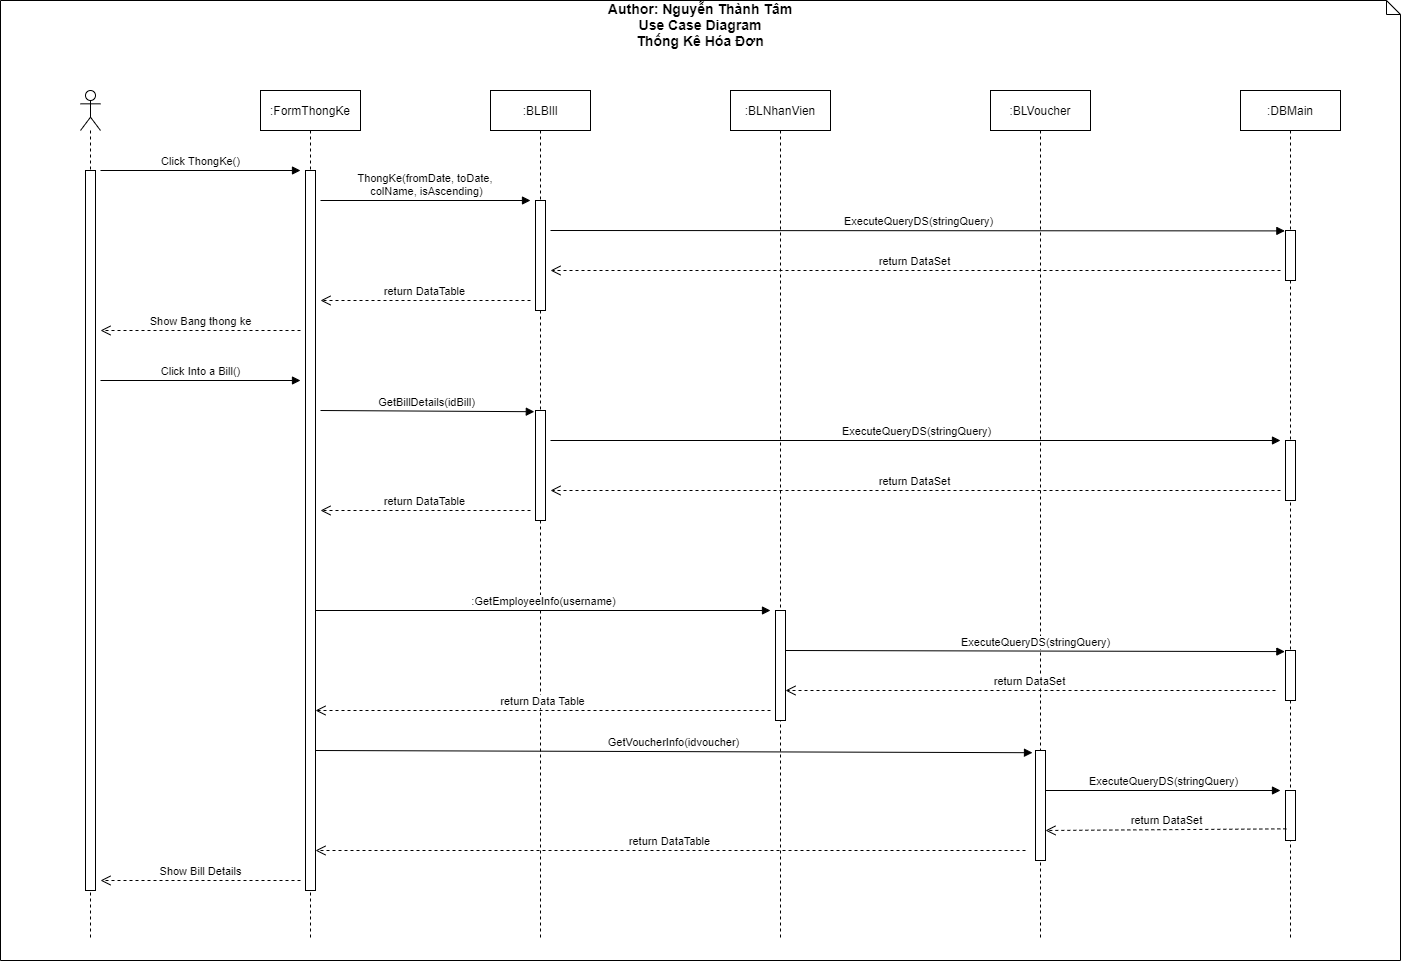 Author: Nguyễn Thành Tâm
Use Case Diagram
Thống Kê Hóa Đơn
:FormThongKe
:BLBIll
:BLNhanVien
:BLVoucher
:DBMain
Click ThongKe()
ThongKe(fromDate, toDate,
colName, isAscending)
ExecuteQueryDS(stringQuery)
return DataSet
return DataTable
Show Bang thong ke
Click Into a Bill()
GetBillDetails(idBill)
ExecuteQueryDS(stringQuery)
return DataSet
return DataTable
:GetEmployeeInfo(username)
ExecuteQueryDS(stringQuery)
return DataSet
return Data Table
GetVoucherInfo(idvoucher)
ExecuteQueryDS(stringQuery)
return DataSet
return DataTable
Show Bill Details